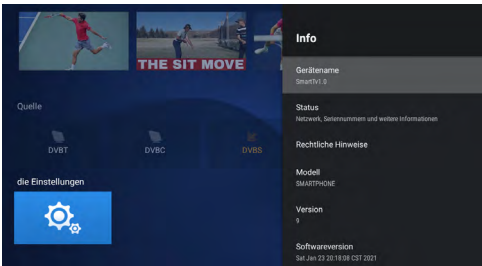 THE SIT MOVE
Quelle
DVBT
DVBC
DVBS
die Einstellungen
Info
Gerätename
SmartTv1.0
Status
Netzwerk, Seriennummern und weitere Informationen
Rechtliche Hinweise
Modell
SMARTPHONE
Version
9
Softwareversion
Sat Jan 23 20:18:08 CST 2021